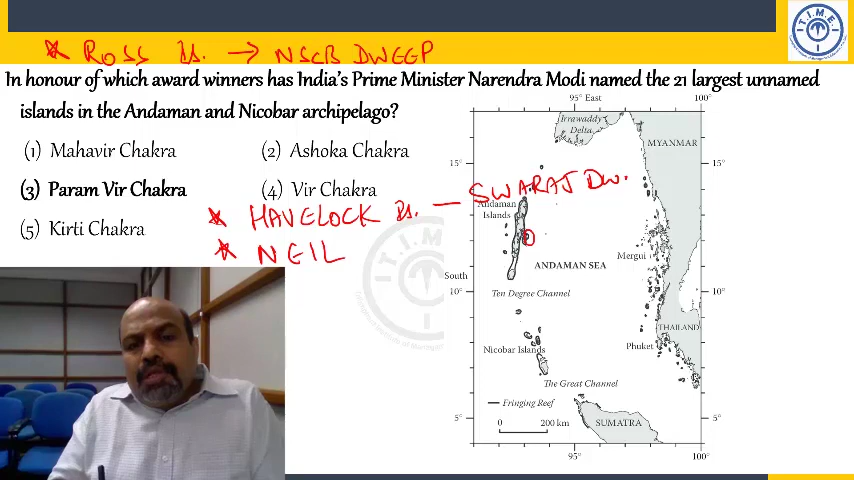 T.I.M.E.
* ROSS Is. → NSCB DWEEP
In honour of which award winners has India's Prime Minister Narendra Modi named the 21 largest unnamed
islands in the Andaman and Nicobar archipelago?
(1) Mahavir Chakra (2) Ashoka Chakra
(3) Param Vir Chakra (4) Vir Chakra
(5) Kirti Chakra
* HAVELOCK Is. — SWARAJ DW.
* NEIL
95° East
100°
Irrawaddy
Delta
MYANMAR
15°
15°
Andaman
Islands
Mergui
ANDAMAN SEA
South
10°
10°
Ten Degree Channel
THAILAND
Nicobar Islands
Phuket
The Great Channel
Fringing Reef
5°
5°
0 200 km
SUMATRA
95°
100°